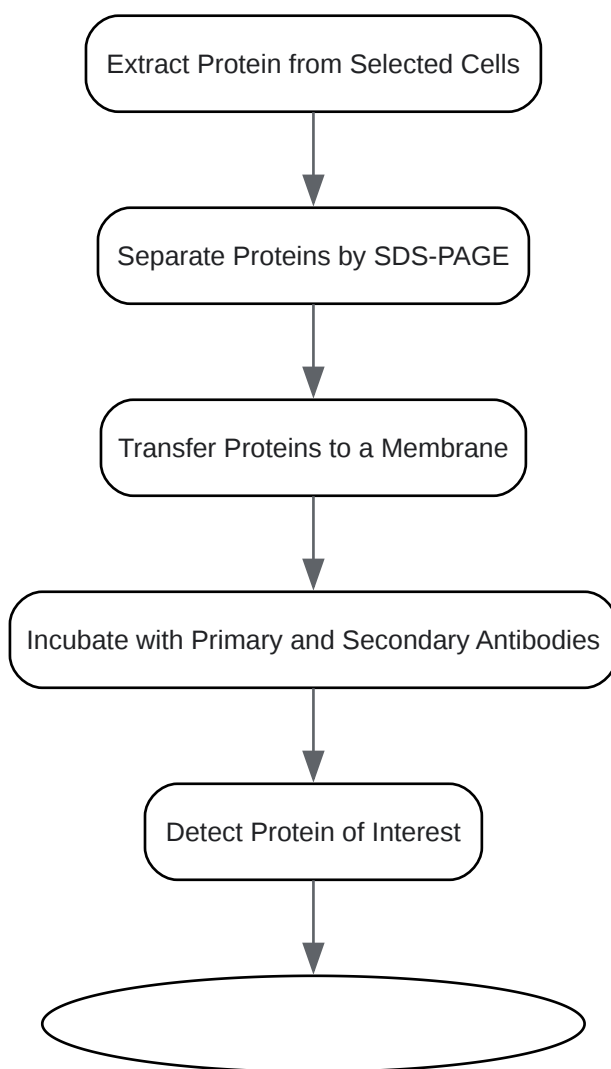 Extract Protein from Selected Cells
Separate Proteins by SDS-PAGE
Transfer Proteins to a Membrane
Incubate with Primary and Secondary Antibodies
Detect Protein of Interest